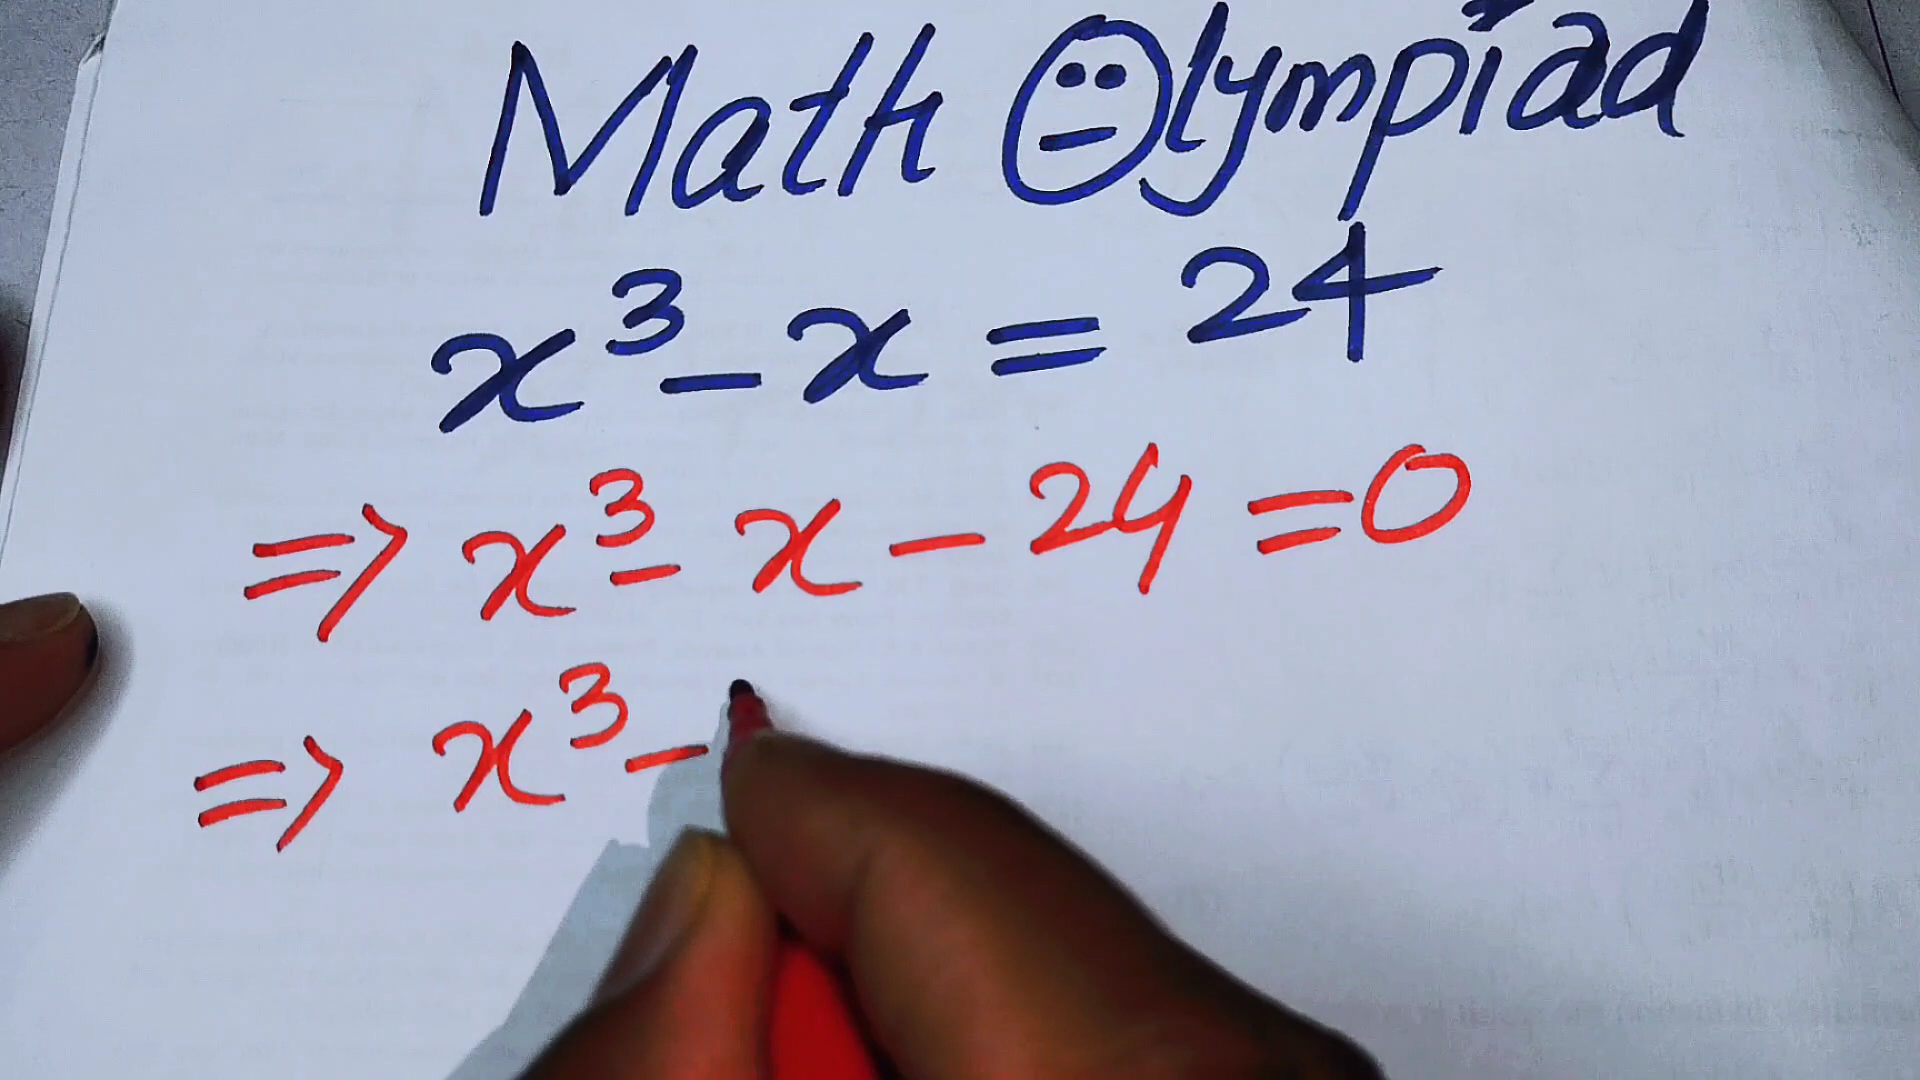 Math Olympiad
x³ - x = 24
=> x³ - x - 24 = 0
=> x³ -